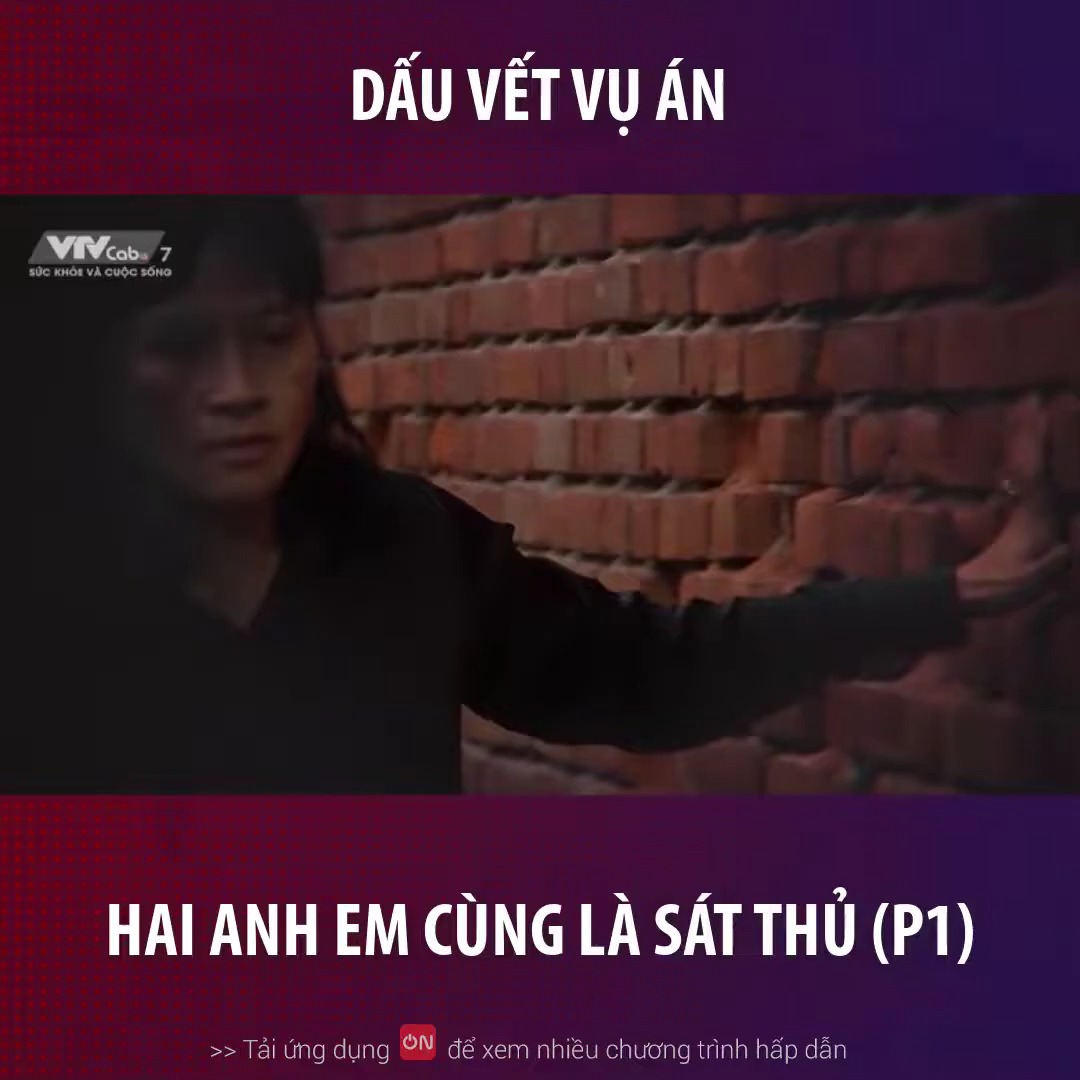 DẤU VẾT VỤ ÁN
VTVCab 7
SỨC KHỎE VÀ CUỘC SỐNG
HAI ANH EM CÙNG LÀ SÁT THỦ (P1)
>> Tải ứng dụng ON để xem nhiều chương trình hấp dẫn